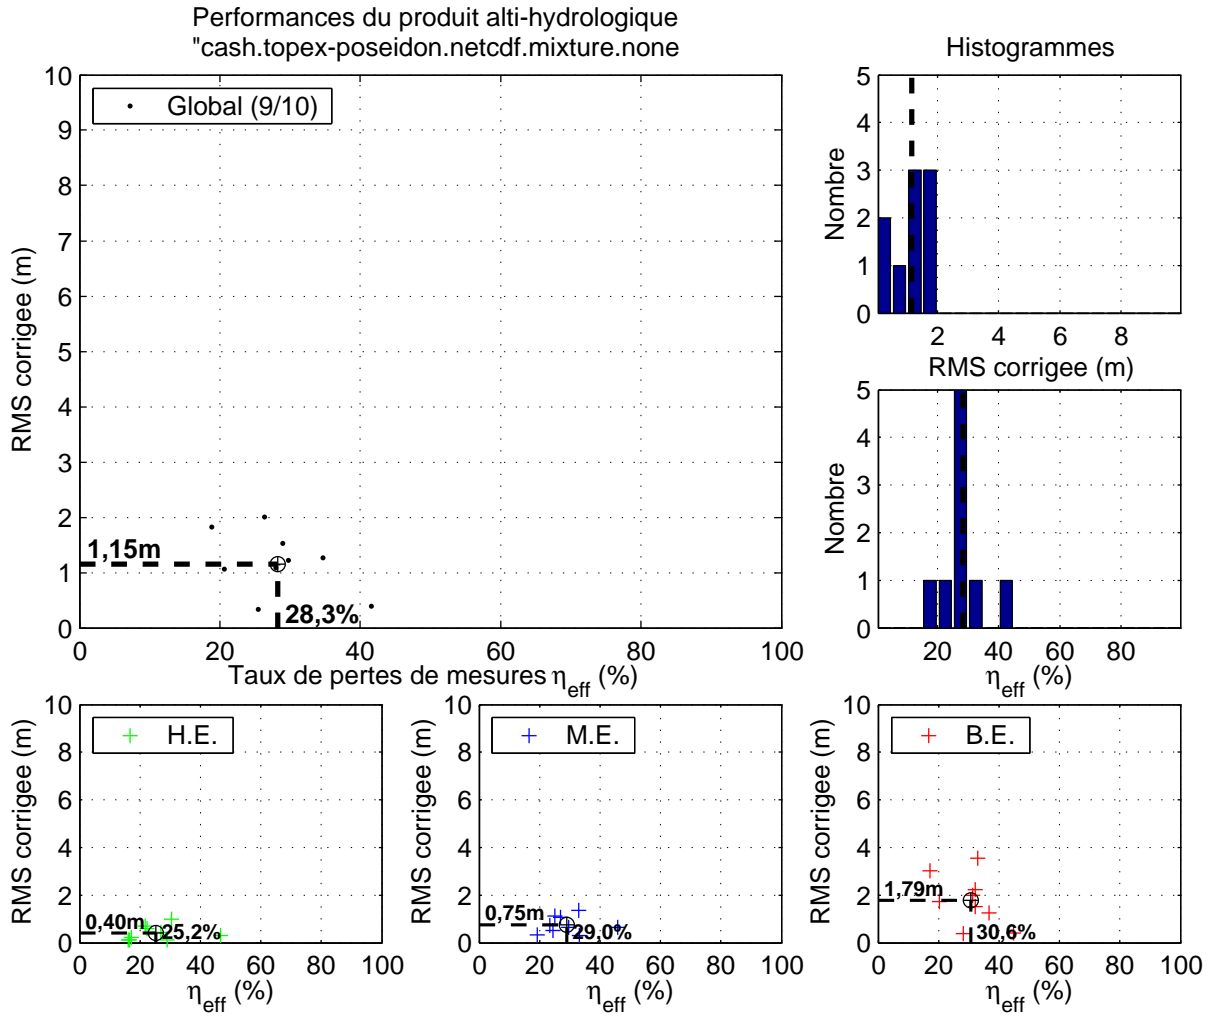 Performances du produit alti-hydrologique
"cash.topex-poseidon.netcdf.mixture.none
10
9
8
7
6
5
4
3
2
1
0
RMS corrigee (m)
Global (9/10)
1,15m
28,3%
0 20 40 60 80 100
Taux de pertes de mesures η_eff (%)
Histogrammes
5
4
3
2
1
0
Nombre
2 4 6 8
RMS corrigee (m)
5
4
3
2
1
0
Nombre
20 40 60 80
η_eff (%)
10
8
6
4
2
0
RMS corrigee (m)
H.E.
0,40m
25,2%
0 20 40 60 80 100
η_eff (%)
10
8
6
4
2
0
RMS corrigee (m)
M.E.
0,75m
29,0%
0 20 40 60 80 100
η_eff (%)
10
8
6
4
2
0
RMS corrigee (m)
B.E.
1,79m
30,6%
0 20 40 60 80 100
η_eff (%)